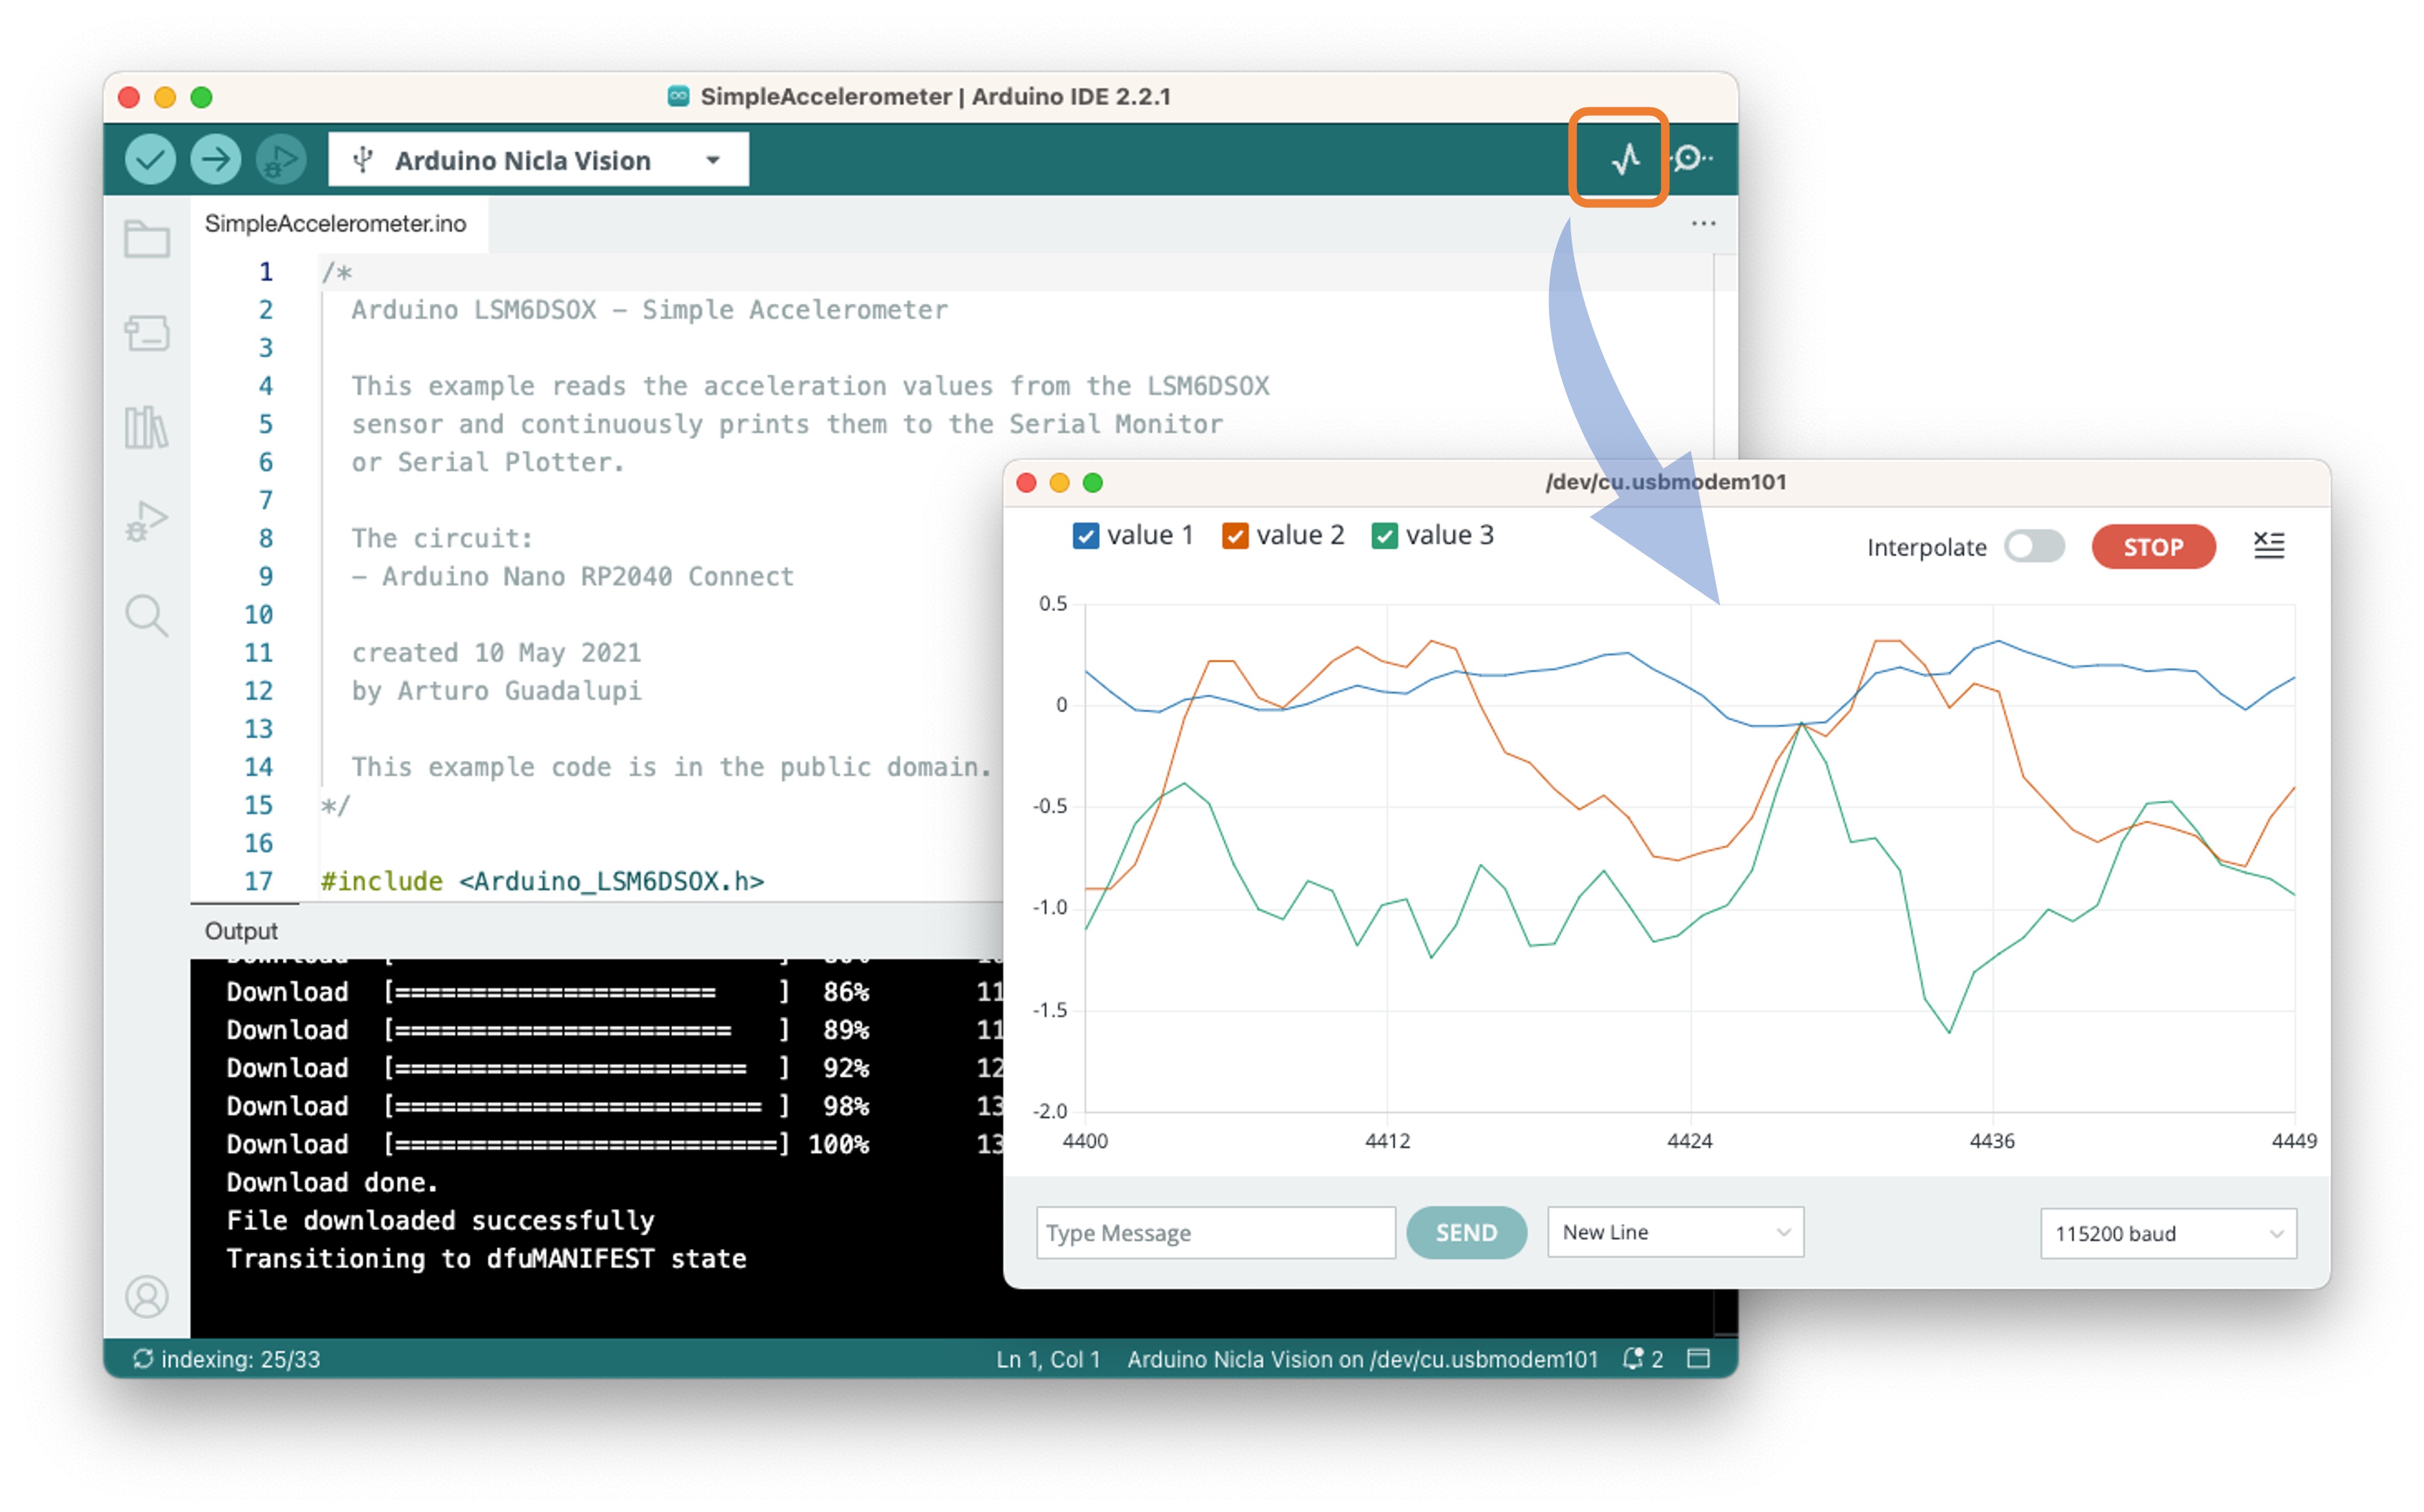 SimpleAccelerometer | Arduino IDE 2.2.1
Arduino Nicla Vision
SimpleAccelerometer.ino
1 /*
2 Arduino LSM6DSOX – Simple Accelerometer
3
4 This example reads the acceleration values from the LSM6DSOX
5 sensor and continuously prints them to the Serial Monitor
6 or Serial Plotter.
7
8 The circuit:
9 – Arduino Nano RP2040 Connect
10
11 created 10 May 2021
12 by Arturo Guadalupi
13
14 This example code is in the public domain.
15 */
16
17 #include <Arduino_LSM6DSOX.h>
Output
Download [===================== ] 86% 11
Download [====================== ] 89% 11
Download [======================= ] 92% 12
Download [======================== ] 98% 13
Download [=========================] 100% 13
Download done.
File downloaded successfully
Transitioning to dfuMANIFEST state
indexing: 25/33
Ln 1, Col 1 Arduino Nicla Vision on /dev/cu.usbmodem101 2
/dev/cu.usbmodem101
value 1 value 2 value 3
Interpolate STOP
0.5
0
-0.5
-1.0
-1.5
-2.0
4400 4412 4424 4436 4449
Type Message SEND New Line 115200 baud